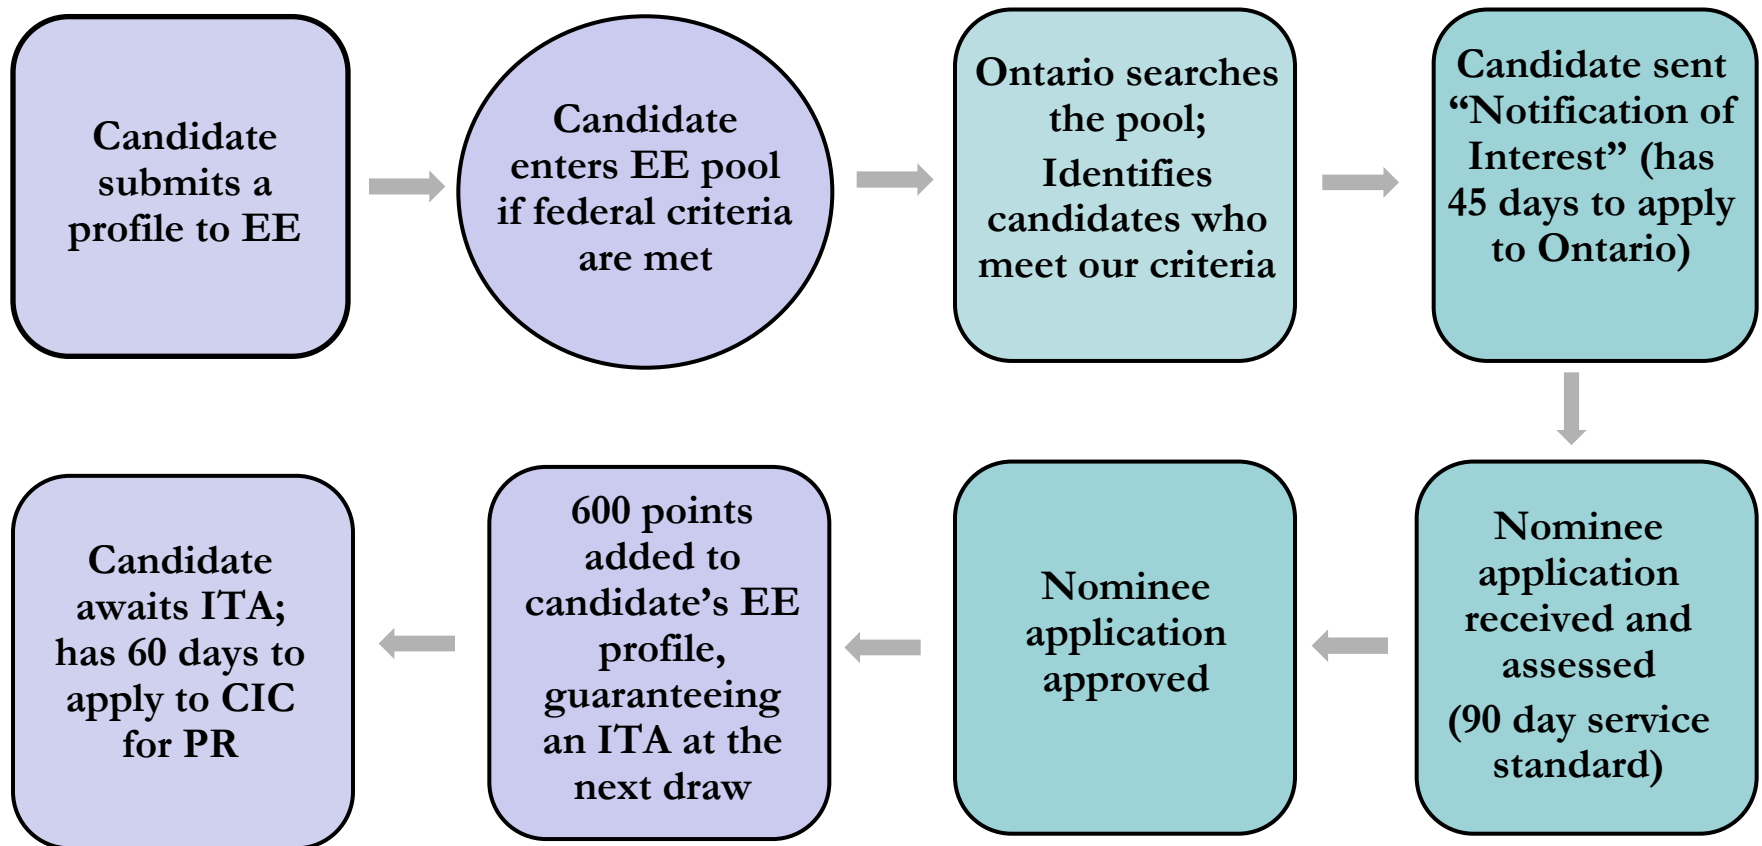 Candidate
submits a
profile to EE
Candidate
enters EE pool
if federal criteria
are met
Ontario searches
the pool;
Identifies
candidates who
meet our criteria
Candidate sent
“Notification of
Interest” (has
45 days to apply
to Ontario)
Nominee
application
received and
assessed
(90 day service
standard)
Nominee
application
approved
600 points
added to
candidate’s EE
profile,
guaranteeing
an ITA at the
next draw
Candidate
awaits ITA;
has 60 days to
apply to CIC
for PR